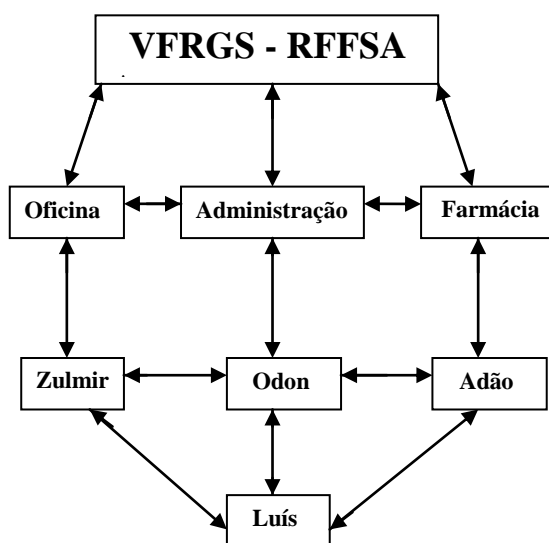 VFRGS - RFFSA
Oficina
Administração
Farmácia
Zulmir
Odon
Adão
Luís